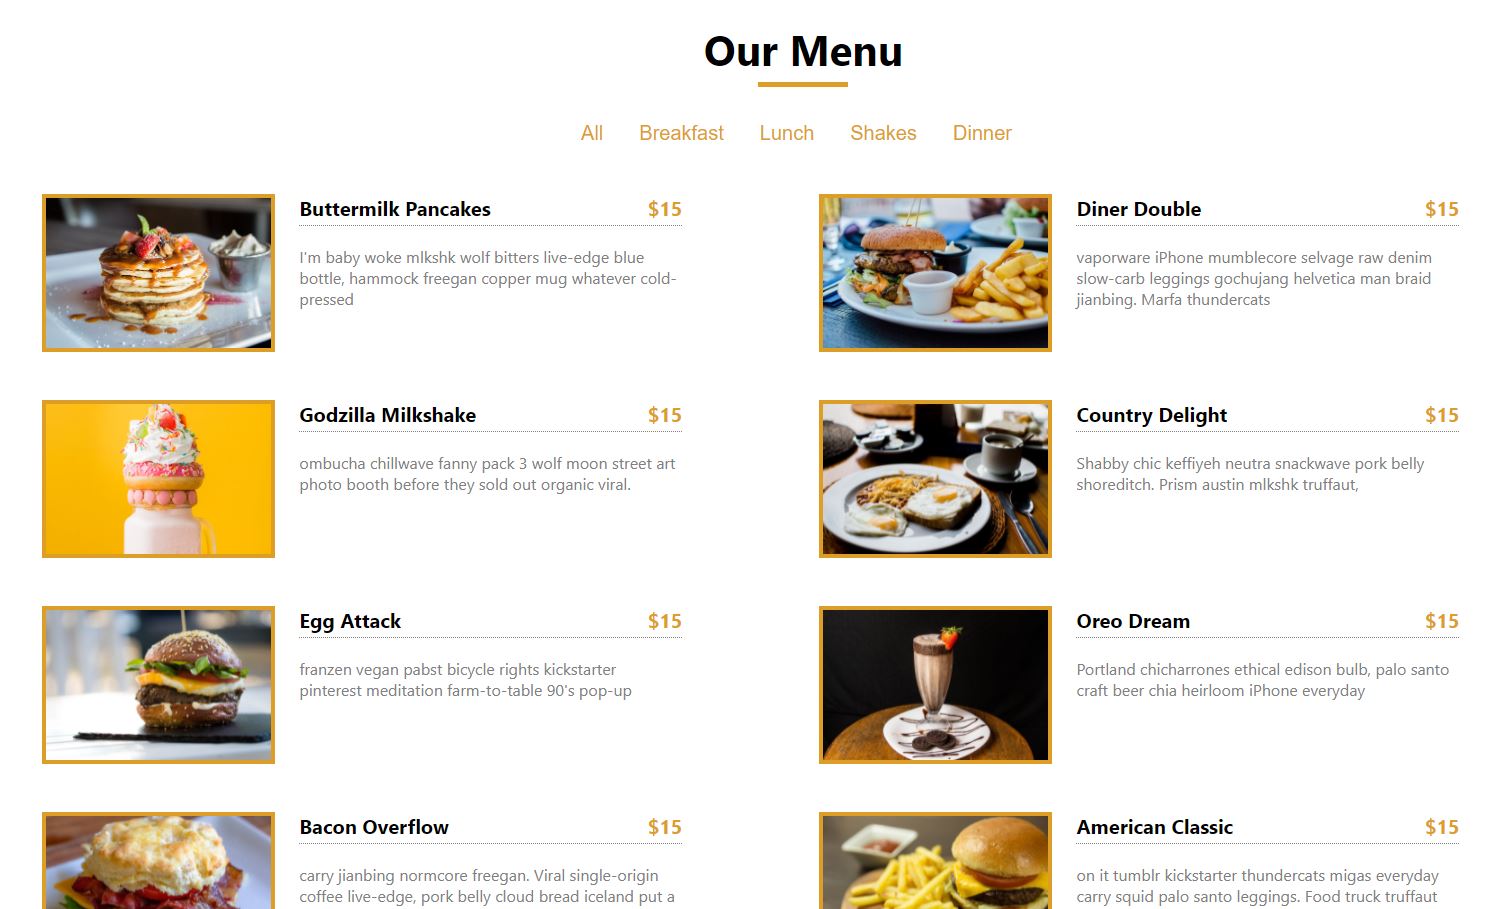 Our Menu
All Breakfast Lunch Shakes Dinner
Buttermilk Pancakes $15
I'm baby woke mlkshk wolf bitters live-edge blue
bottle, hammock freegan copper mug whatever cold-
pressed
Diner Double $15
vaporware iPhone mumblecore selvage raw denim
slow-carb leggings gochujang helvetica man braid
jianbing. Marfa thundercats
Godzilla Milkshake $15
ombucha chillwave fanny pack 3 wolf moon street art
photo booth before they sold out organic viral.
Country Delight $15
Shabby chic keffiyeh neutra snackwave pork belly
shoreditch. Prism austin mlkshk truffaut,
Egg Attack $15
franzen vegan pabst bicycle rights kickstarter
pinterest meditation farm-to-table 90's pop-up
Oreo Dream $15
Portland chicharrones ethical edison bulb, palo santo
craft beer chia heirloom iPhone everyday
Bacon Overflow $15
carry jianbing normcore freegan. Viral single-origin
coffee live-edge, pork belly cloud bread iceland put a
American Classic $15
on it tumblr kickstarter thundercats migas everyday
carry squid palo santo leggings. Food truck truffaut